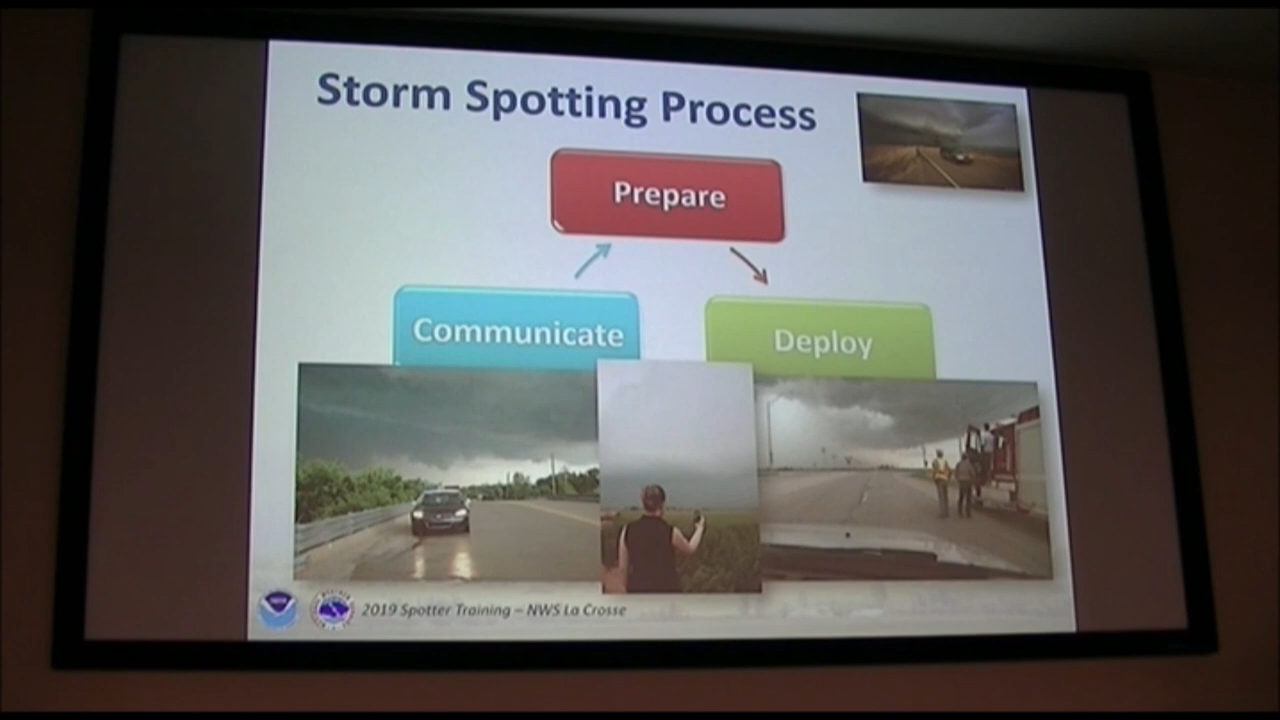 Storm Spotting Process
Prepare
Communicate
Deploy
2019 Spotter Training – NWS La Crosse